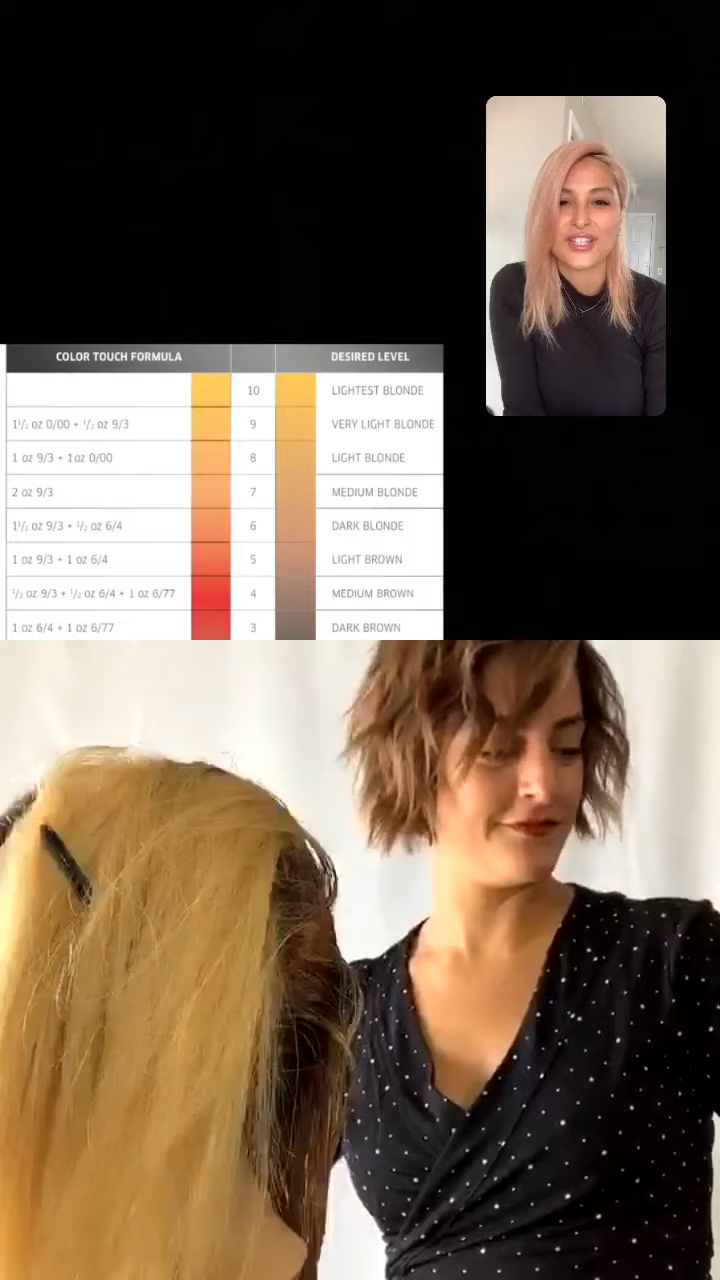 COLOR TOUCH FORMULA DESIRED LEVEL
10 LIGHTEST BLONDE
1 1/2 oz 0/00 + 1/2 oz 9/3 9 VERY LIGHT BLONDE
1 oz 9/3 + 1oz 0/00 8 LIGHT BLONDE
2 oz 9/3 7 MEDIUM BLONDE
1 1/2 oz 9/3 + 1/2 oz 6/4 6 DARK BLONDE
1 oz 9/3 + 1 oz 6/4 5 LIGHT BROWN
1/2 oz 9/3 + 1/2 oz 6/4 + 1 oz 6/77 4 MEDIUM BROWN
1 oz 6/4 + 1 oz 6/77 3 DARK BROWN